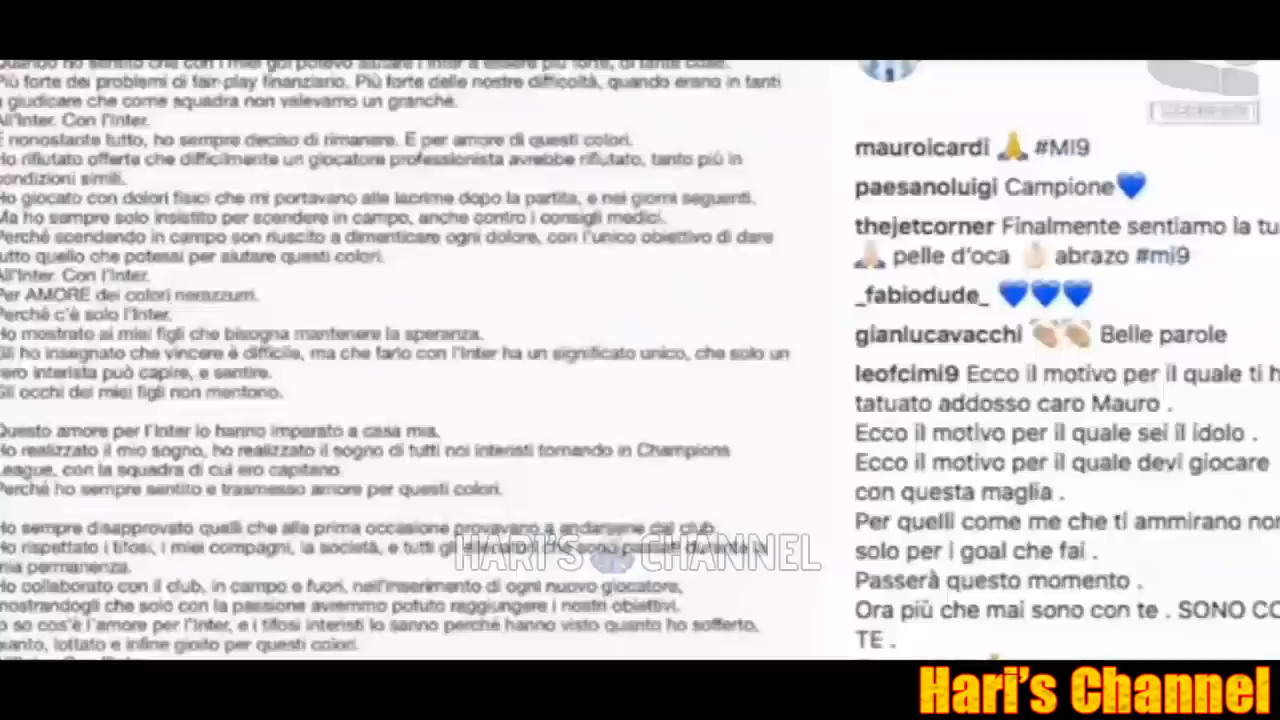 Più forte dei problemi di fair-play finanziario. Più forte delle nostre difficoltà, quando erano in tanti
a giudicare che come squadra non valevamo un granché.
All'Inter. Con l'Inter.
E nonostante tutto, ho sempre deciso di rimanere. E per amore di questi colori.
Ho rifiutato offerte che difficilmente un giocatore professionista avrebbe rifiutato, tanto più in
condizioni simili.
Ho giocato con dolori fisici che mi portavano alle lacrime dopo la partita, e nei giorni seguenti.
Ma ho sempre solo insistito per scendere in campo, anche contro i consigli medici.
Perché scendendo in campo son riuscito a dimenticare ogni dolore, con l'unico obiettivo di dare
tutto quello che potessi per aiutare questi colori.
All'Inter. Con l'Inter.
Per AMORE dei colori nerazzurri.
Perché c'è solo l'Inter.
Ho mostrato ai miei figli che bisogna mantenere la speranza.
Gli ho insegnato che vincere è difficile, ma che farlo con l'Inter ha un significato unico, che solo un
vero interista può capire, e sentire.
Gli occhi dei miei figli non mentono.
Questo amore per l'Inter lo hanno imparato a casa mia.
Ho realizzato il mio sogno, ho realizzato il sogno di tutti noi interisti tornando in Champions
League, con la squadra di cui ero capitano.
Perché ho sempre sentito e trasmesso amore per questi colori.
Ho sempre disapprovato quelli che alla prima occasione provavano a andarsene dal club.
Ho rispettato i tifosi, i miei compagni, la società, e tutti gli
mia permanenza.
Ho collaborato con il club, in campo e fuori, nell'inserimento di ogni nuovo giocatore,
mostrandogli che solo con la passione avremmo potuto raggiungere i nostri obiettivi.
Io so cos'è l'amore per l'Inter, e i tifosi interisti lo sanno perché hanno visto quanto ho sofferto,
pianto, lottato e infine gioito per questi colori.
mauroicardi 🙏 #MI9
paesanoluigi Campione💙
thejetcorner Finalmente sentiamo la tu
🙏 pelle d'oca abrazo #mi9
_fabiodude_ 💙💙💙
gianlucavacchi 👏👏 Belle parole
leofcimi9 Ecco il motivo per il quale ti h
tatuato addosso caro Mauro .
Ecco il motivo per il quale sei il idolo .
Ecco il motivo per il quale devi giocare
con questa maglia .
Per quelli come me che ti ammirano non
solo per i goal che fai .
Passerà questo momento .
Ora più che mai sono con te . SONO CO
TE .
HARI'S CHANNEL
Hari's Channel